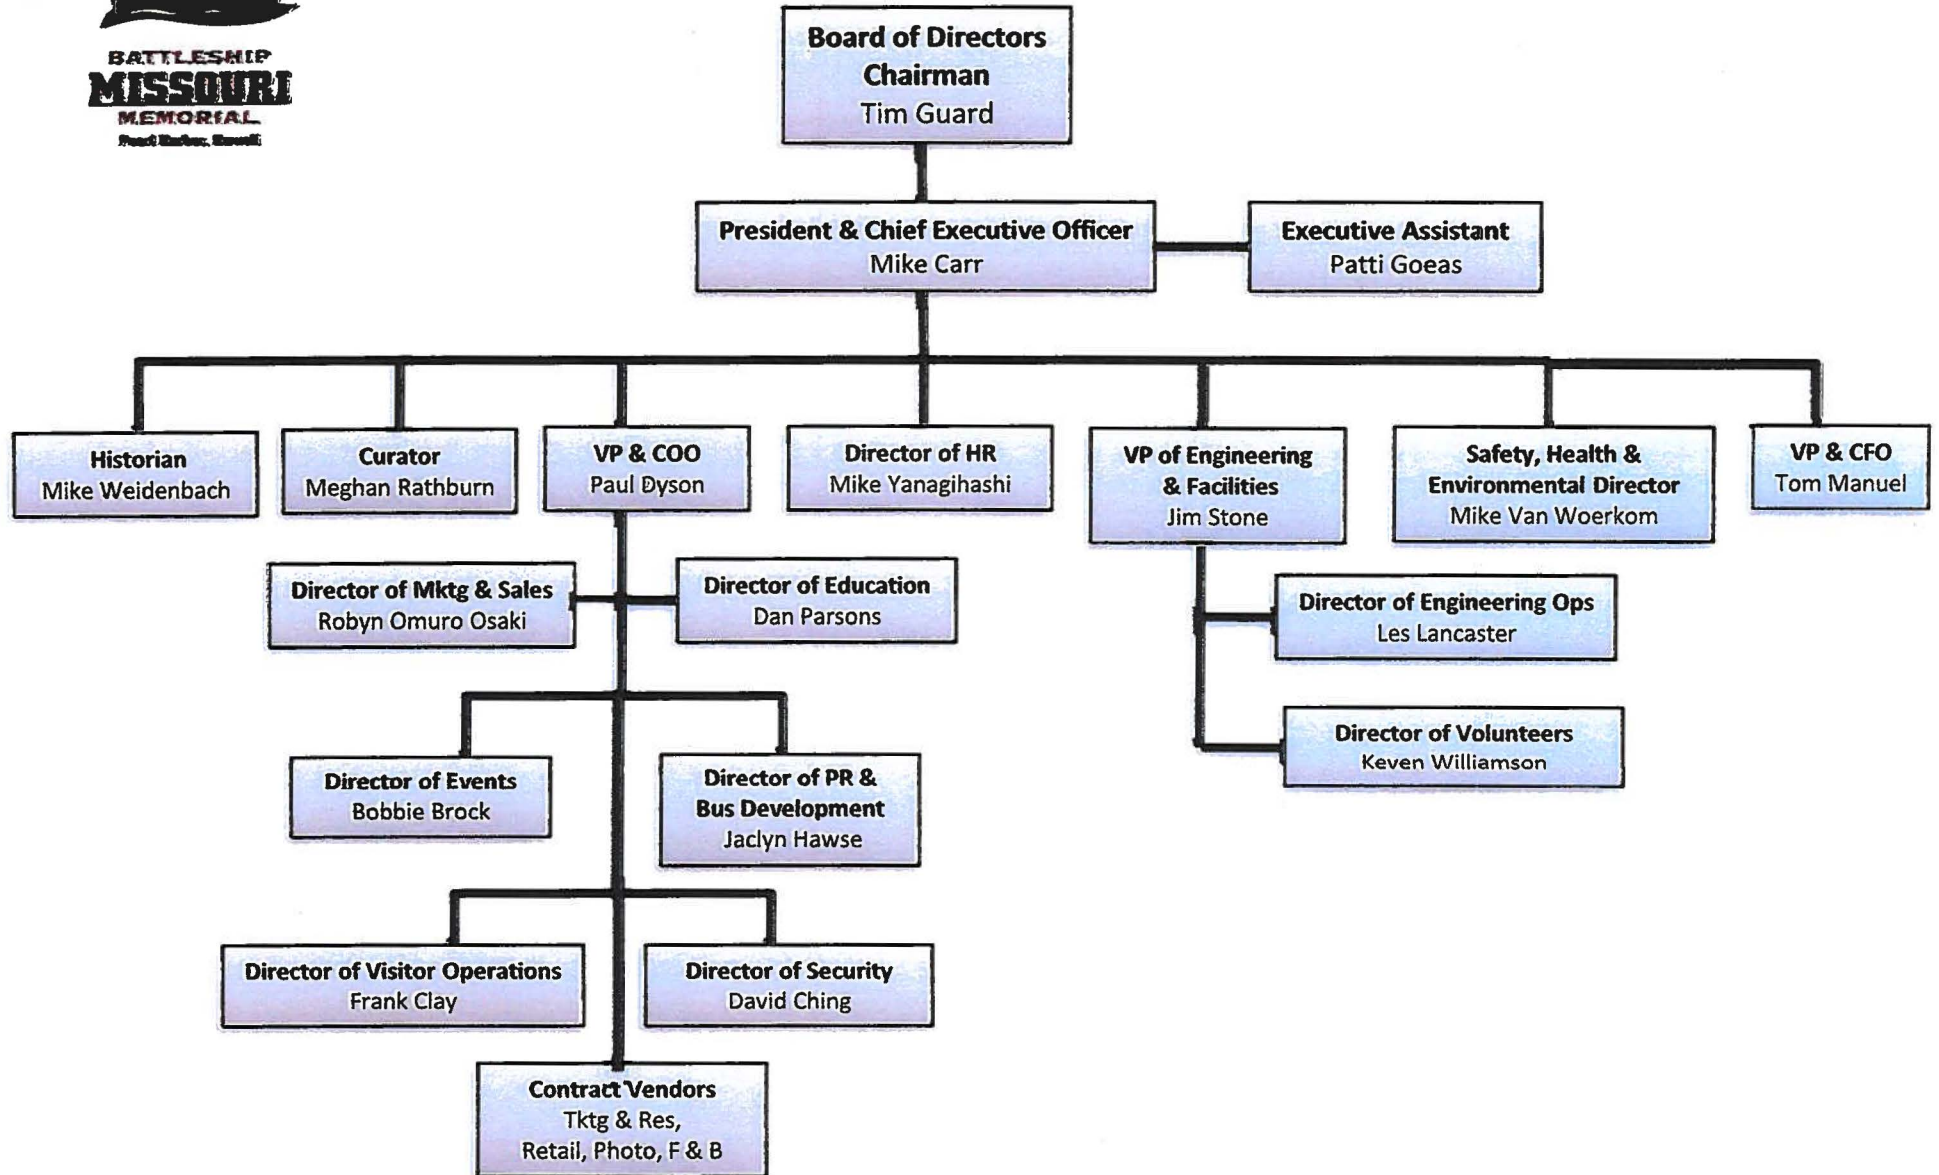 BATTLESHIP
MISSOURI
MEMORIAL
Pearl Harbor, Hawaii
Board of Directors
Chairman
Tim Guard
President & Chief Executive Officer
Mike Carr
Executive Assistant
Patti Goeas
Historian
Mike Weidenbach
Curator
Meghan Rathburn
VP & COO
Paul Dyson
Director of HR
Mike Yanagihashi
VP of Engineering
& Facilities
Jim Stone
Safety, Health &
Environmental Director
Mike Van Woerkom
VP & CFO
Tom Manuel
Director of Mktg & Sales
Robyn Omuro Osaki
Director of Education
Dan Parsons
Director of Engineering Ops
Les Lancaster
Director of Volunteers
Keven Williamson
Director of Events
Bobbie Brock
Director of PR &
Bus Development
Jaclyn Hawse
Director of Visitor Operations
Frank Clay
Director of Security
David Ching
Contract Vendors
Tktg & Res,
Retail, Photo, F & B